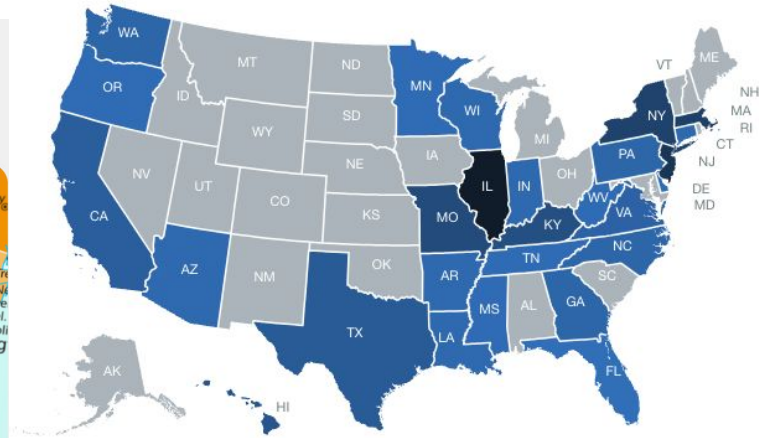 WA
MT
ND
MN
VT
ME
OR
ID
SD
WI
NY
NH
MA
WY
MI
RI
CT
IA
PA
NJ
NE
NV
OH
IL
IN
DE
UT
MD
CO
WV
CA
KS
MO
KY
VA
NC
TN
AZ
OK
AR
NM
SC
MS
AL
GA
TX
LA
FL
AK
HI